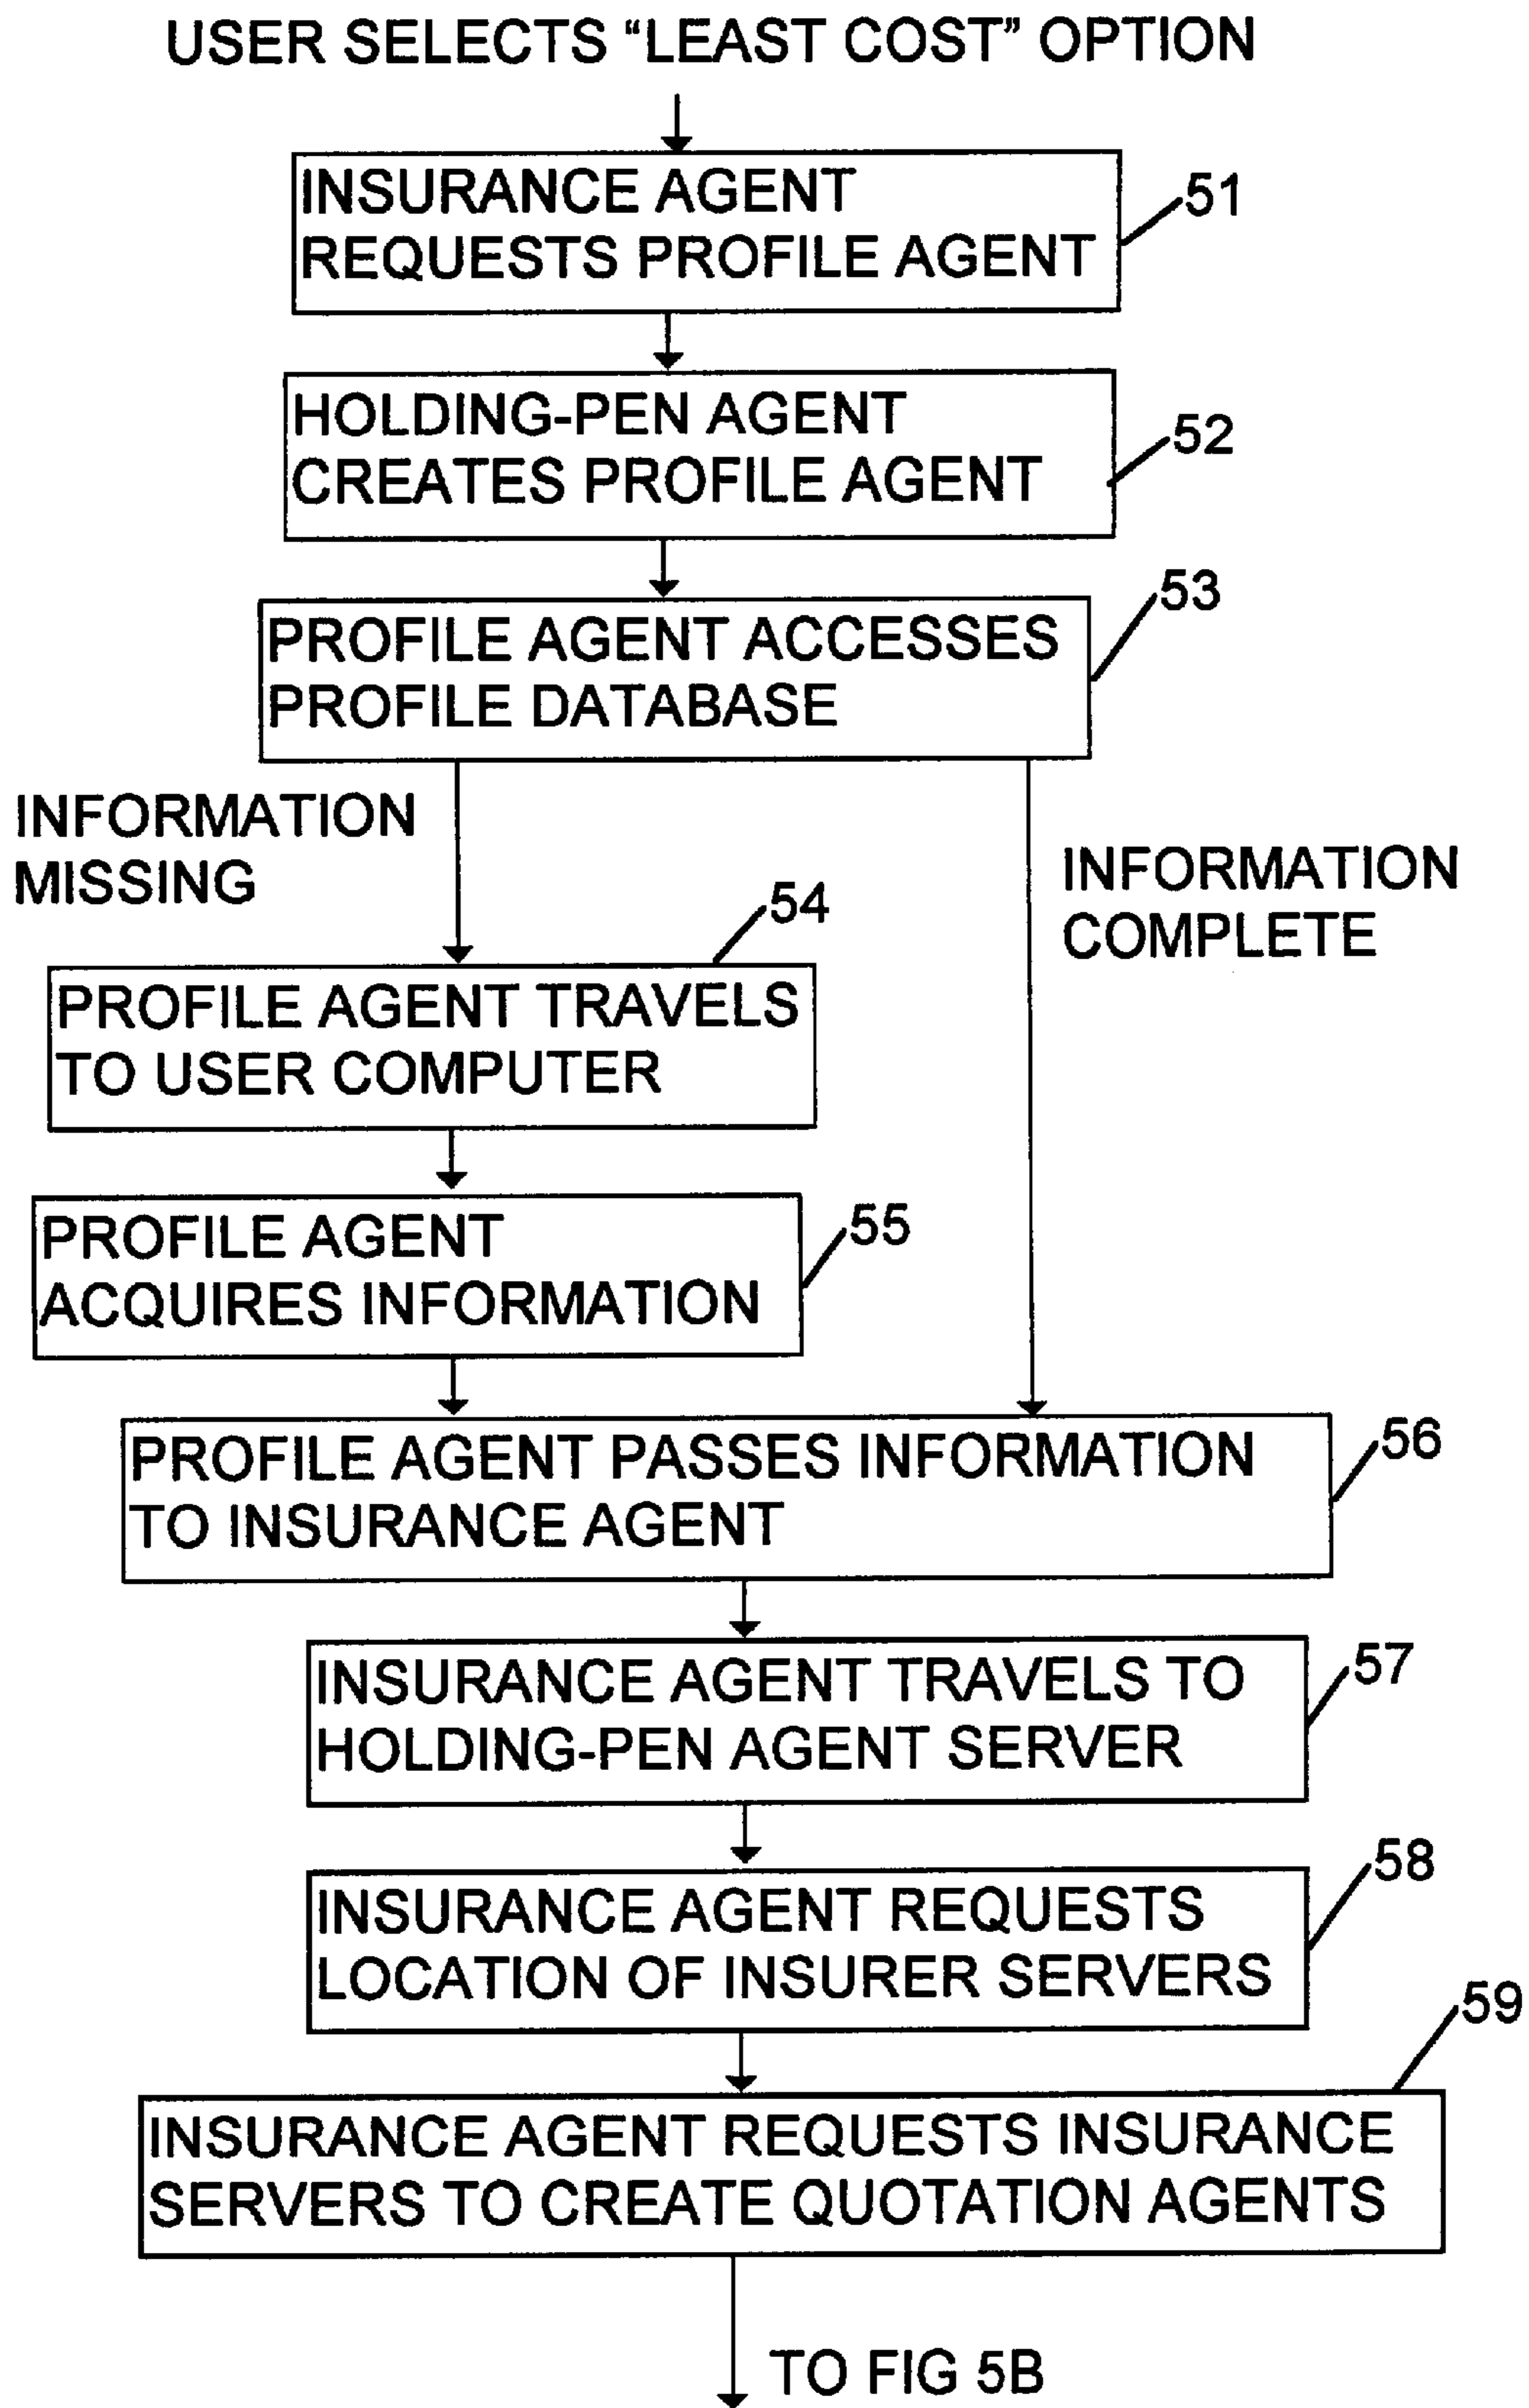 USER SELECTS “LEAST COST” OPTION
INSURANCE AGENT
REQUESTS PROFILE AGENT
51
HOLDING-PEN AGENT
CREATES PROFILE AGENT
52
PROFILE AGENT ACCESSES
PROFILE DATABASE
53
INFORMATION
MISSING
INFORMATION
COMPLETE
54
PROFILE AGENT TRAVELS
TO USER COMPUTER
PROFILE AGENT
ACQUIRES INFORMATION
55
PROFILE AGENT PASSES INFORMATION
TO INSURANCE AGENT
56
INSURANCE AGENT TRAVELS TO
HOLDING-PEN AGENT SERVER
57
INSURANCE AGENT REQUESTS
LOCATION OF INSURER SERVERS
58
59
INSURANCE AGENT REQUESTS INSURANCE
SERVERS TO CREATE QUOTATION AGENTS
TO FIG 5B